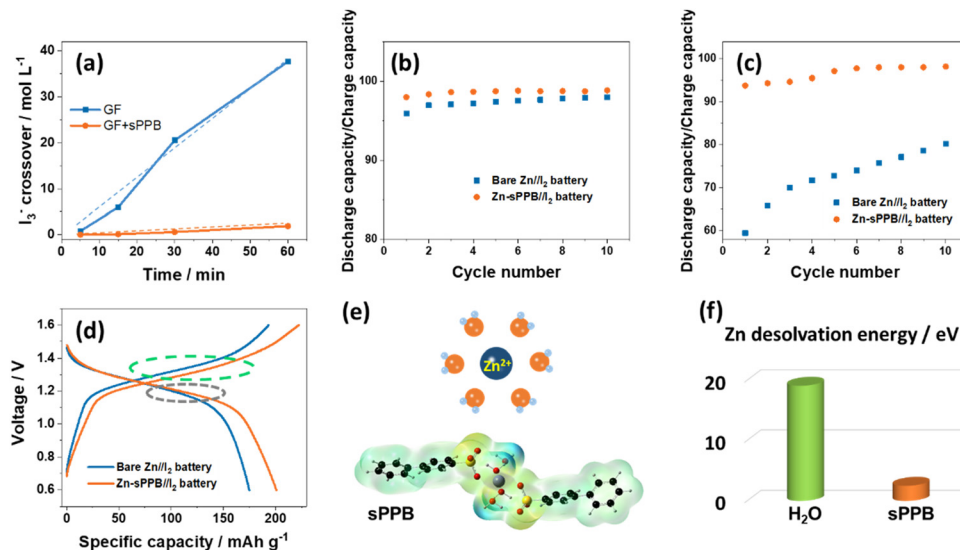 (a)
I₃⁻ crossover / mol L⁻¹
40
30
20
10
0
GF
GF+sPPB
0 10 20 30 40 50 60
Time / min
(b)
Discharge capacity/Charge capacity
100
90
80
Bare Zn//I₂ battery
Zn-sPPB//I₂ battery
2 4 6 8 10
Cycle number
(c)
Discharge capacity/Charge capacity
100
90
80
70
60
Bare Zn//I₂ battery
Zn-sPPB//I₂ battery
0 2 4 6 8 10
Cycle number
(d)
Voltage / V
1.6
1.4
1.2
1.0
0.8
0.6
Bare Zn//I₂ battery
Zn-sPPB//I₂ battery
0 50 100 150 200
Specific capacity / mAh g⁻¹
(e)
Zn²⁺
sPPB
(f)
Zn desolvation energy / eV
20
10
0
H₂O sPPB